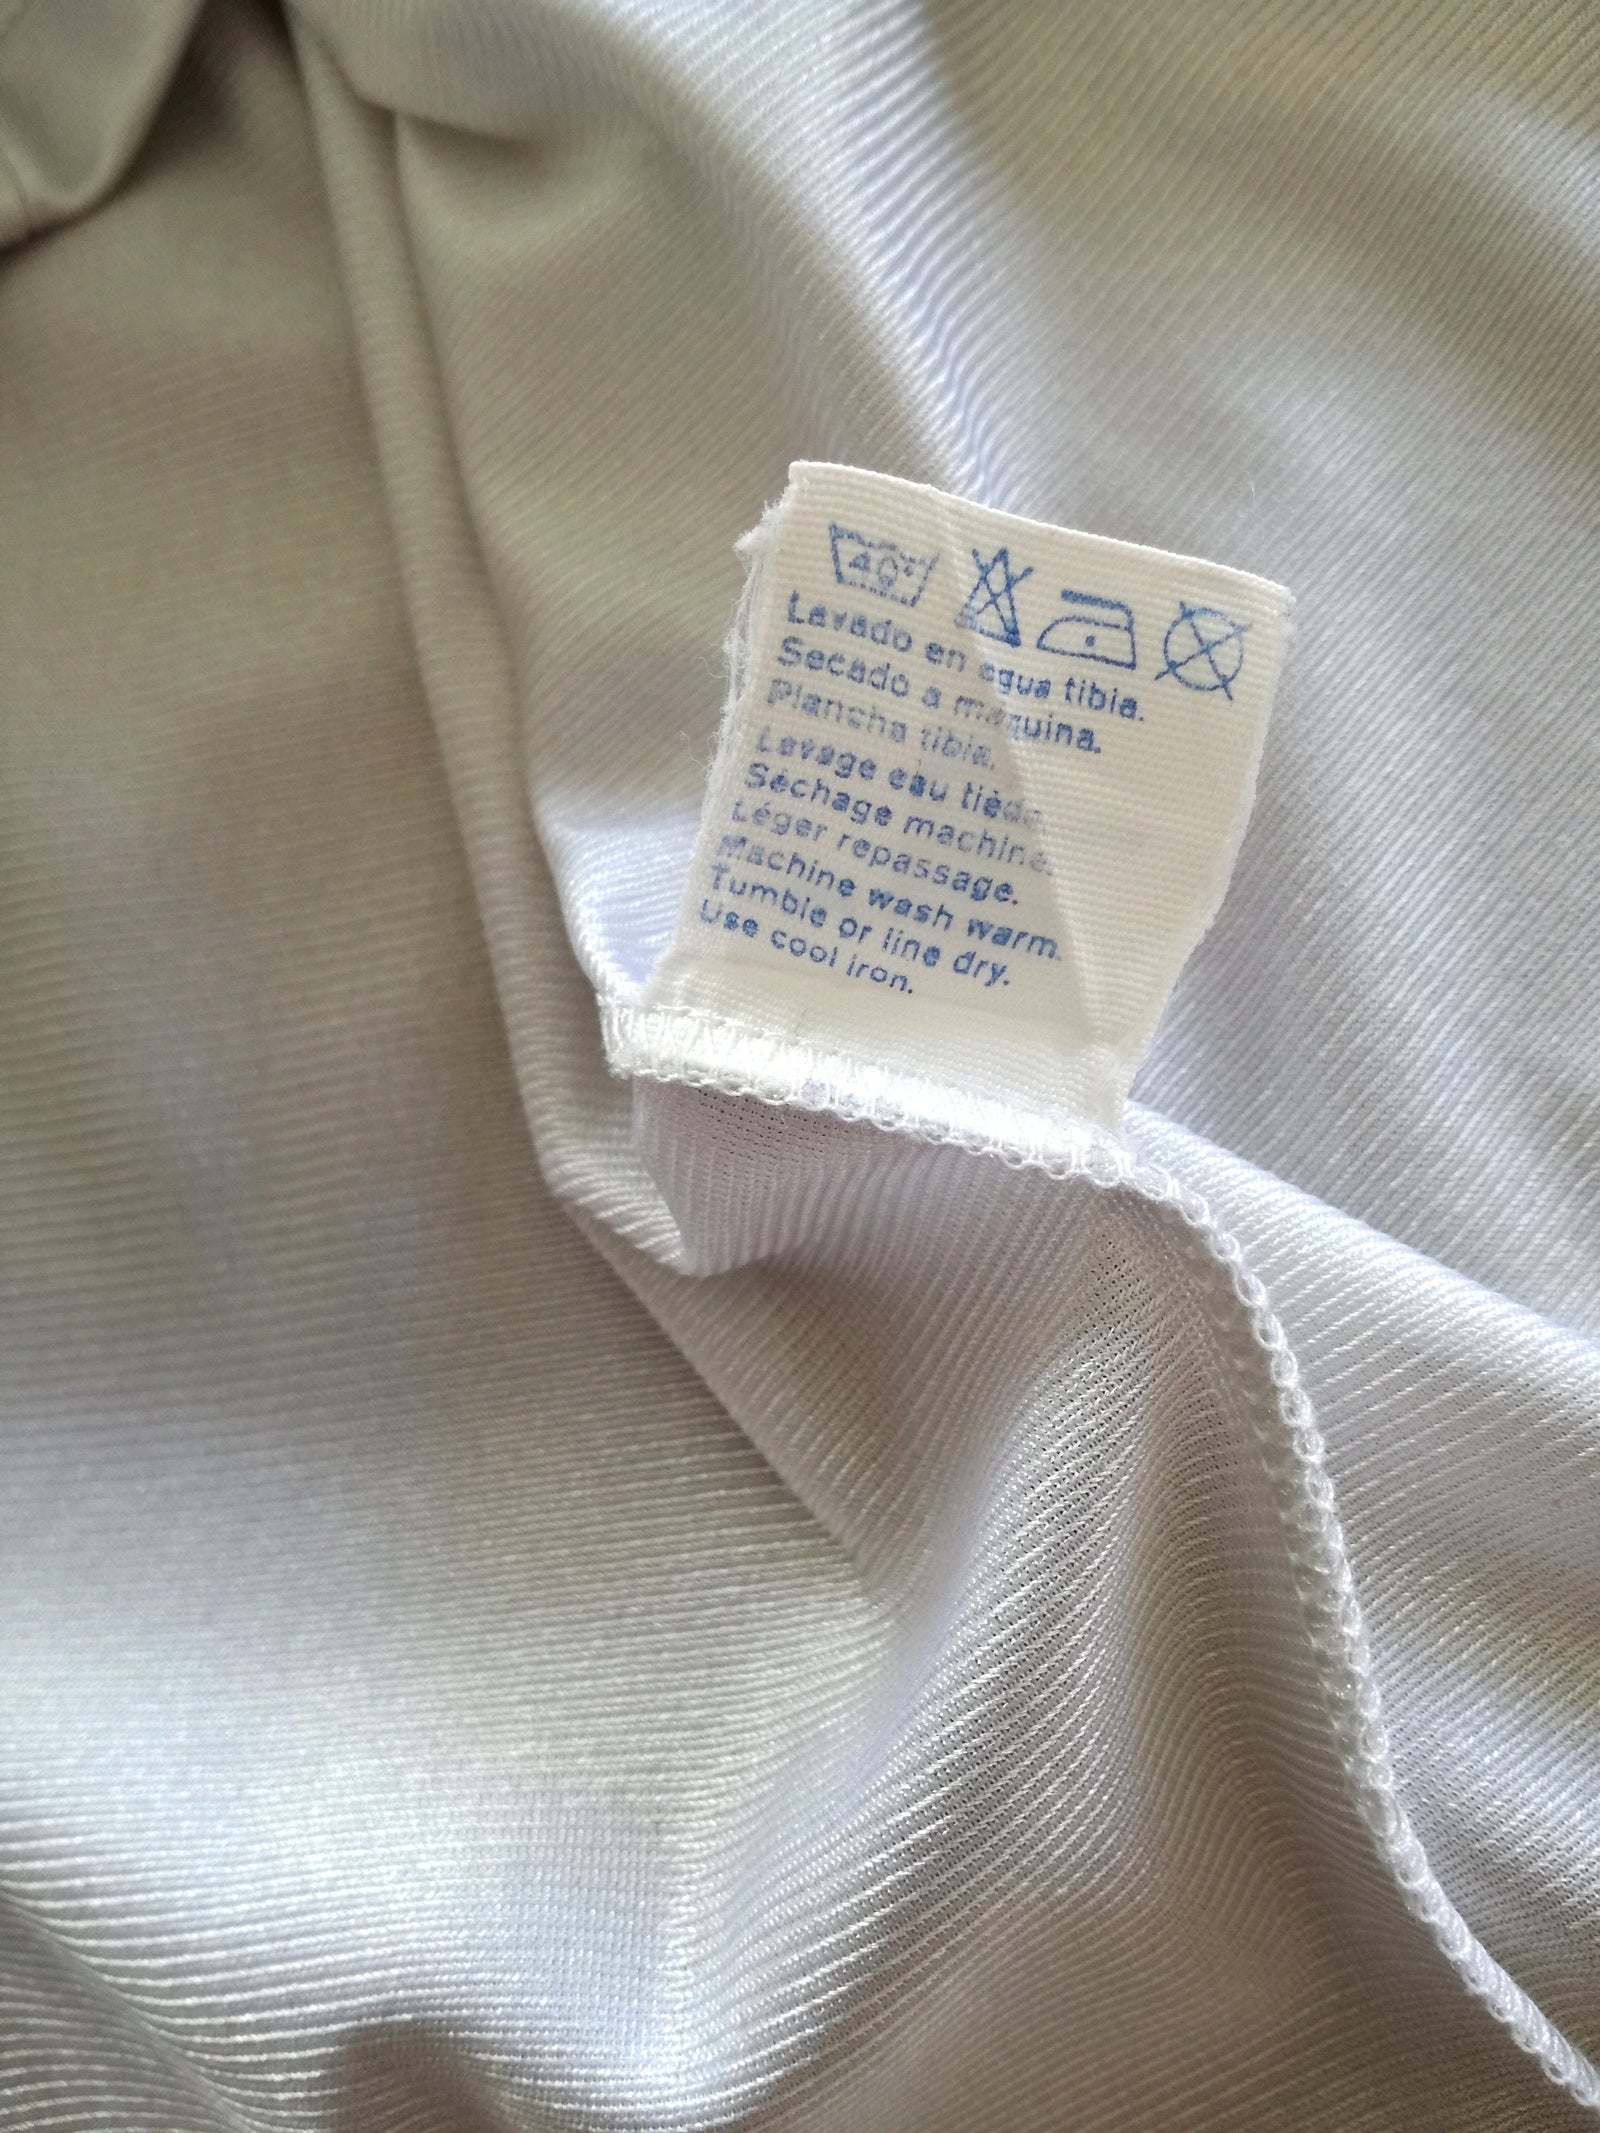 40°
Lavado en agua tibia.
Secado a máquina.
Plancha tibia.
Lavage eau tiède
Séchage machine.
Léger repassage.
Machine wash warm.
Tumble or line dry.
Use cool iron.